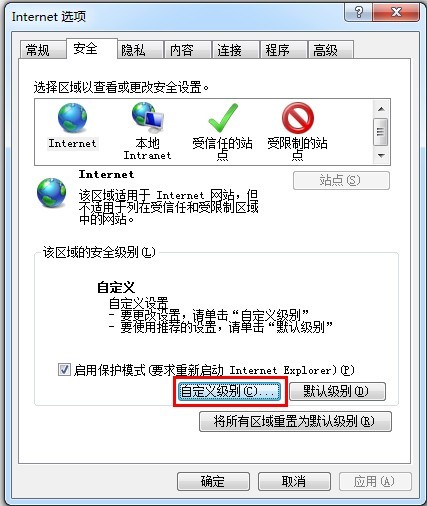 Internet 选项
常规 安全 隐私 内容 连接 程序 高级
选择区域以查看或更改安全设置。
Internet
本地
Intranet
受信任的站
点
受限制的站
点
站点(S)
Internet
该区域适用于 Internet 网站，但
不适用于列在受信任和受限制区域
中的网站。
该区域的安全级别(L)
自定义
自定义设置
- 要更改设置，请单击“自定义级别”
- 要使用推荐的设置，请单击“默认级别”
启用保护模式(要求重新启动 Internet Explorer)(P)
自定义级别(C)... 默认级别(D)
将所有区域重置为默认级别(R)
确定 取消 应用(A)